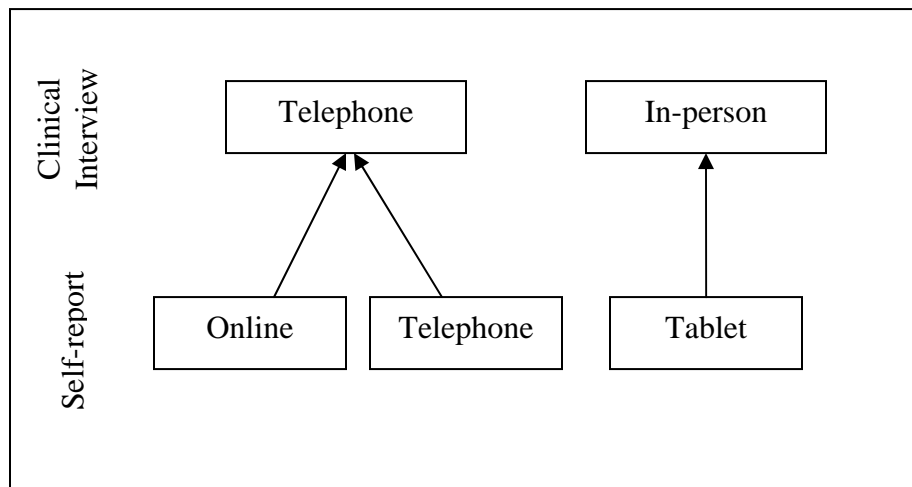 Clinical
Interview
Telephone
In-person
Self-report
Online
Telephone
Tablet